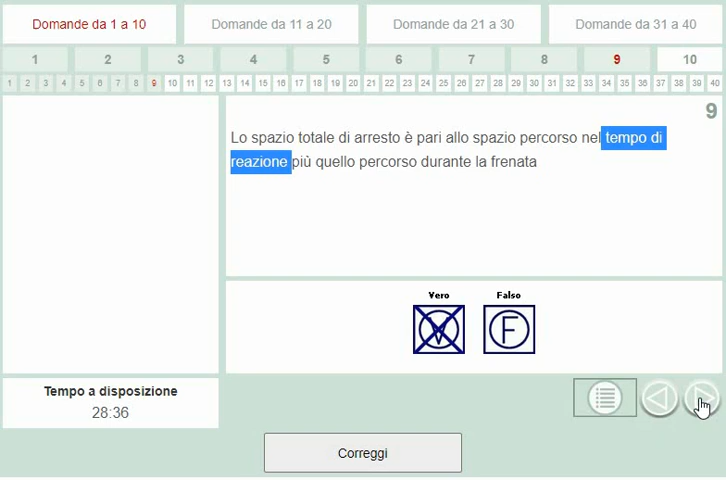 Domande da 1 a 10 Domande da 11 a 20 Domande da 21 a 30 Domande da 31 a 40
1 2 3 4 5 6 7 8 9 10
1 2 3 4 5 6 7 8 9 10 11 12 13 14 15 16 17 18 19 20 21 22 23 24 25 26 27 28 29 30 31 32 33 34 35 36 37 38 39 40
9
Lo spazio totale di arresto è pari allo spazio percorso nel tempo di
reazione più quello percorso durante la frenata
Vero Falso
V F
Tempo a disposizione
28:36
Correggi